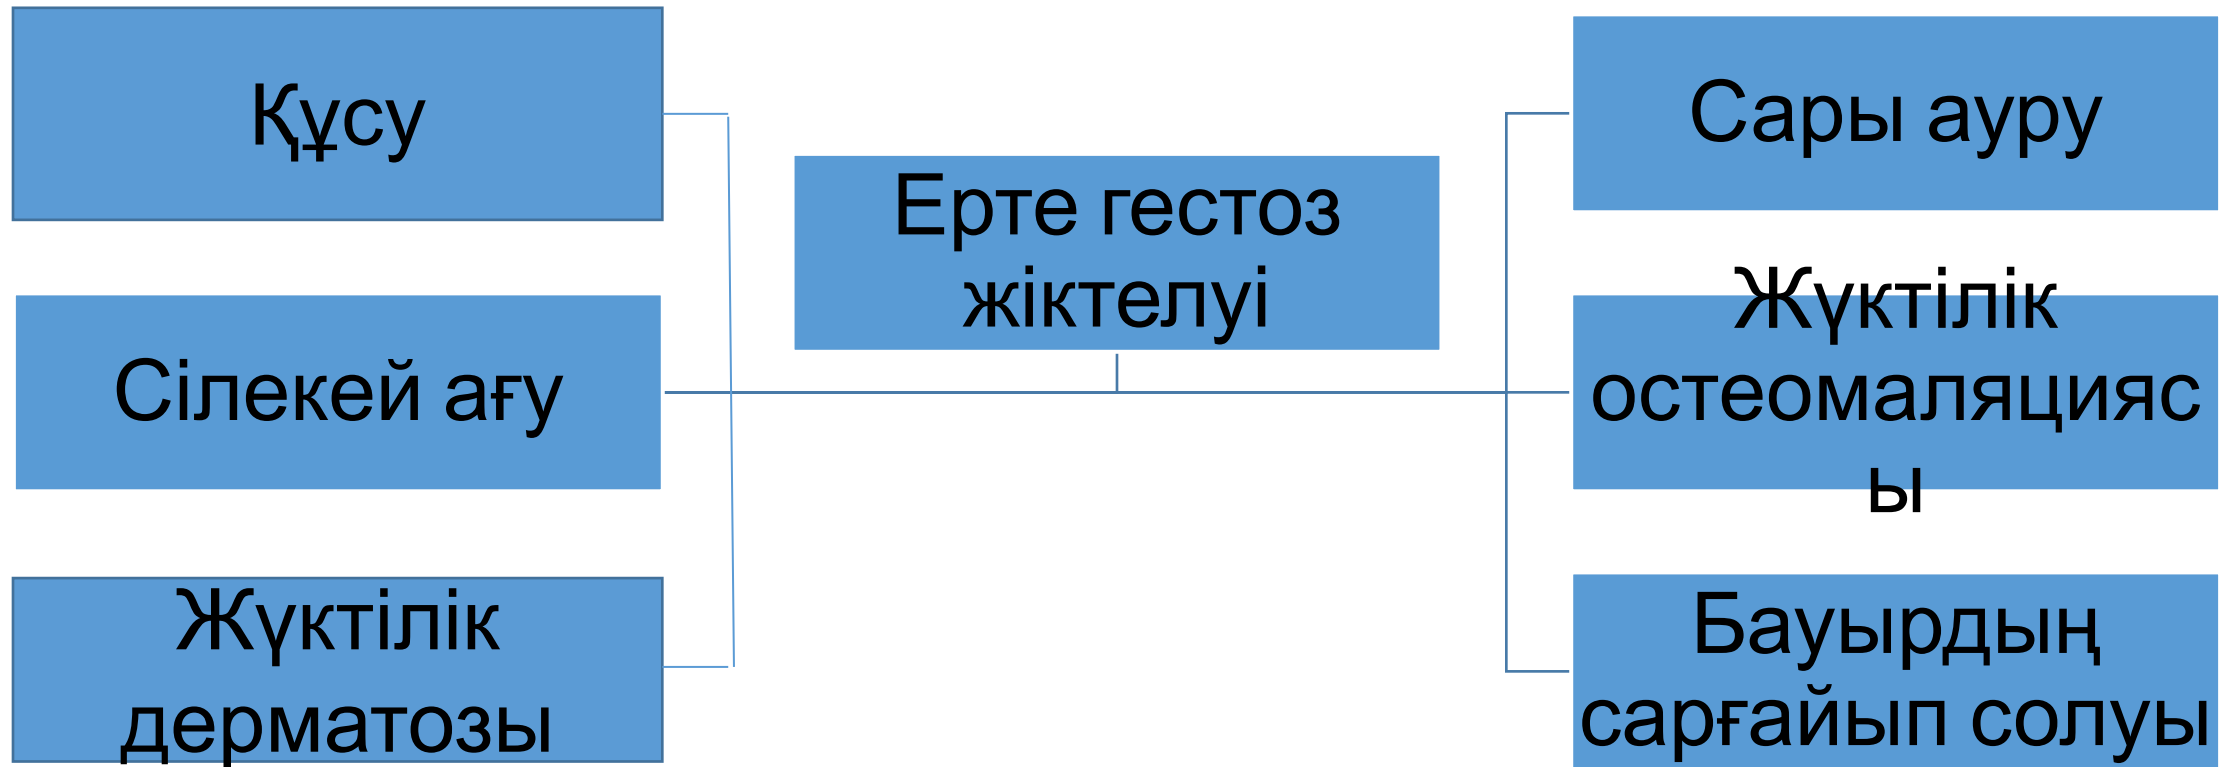 Құсу
Сілекей ағу
Жүктілік
дерматозы
Ерте гестоз
жіктелуі
Сары ауру
Жүктілік
остеомаляцияс
ы
Бауырдың
сарғайып солуы